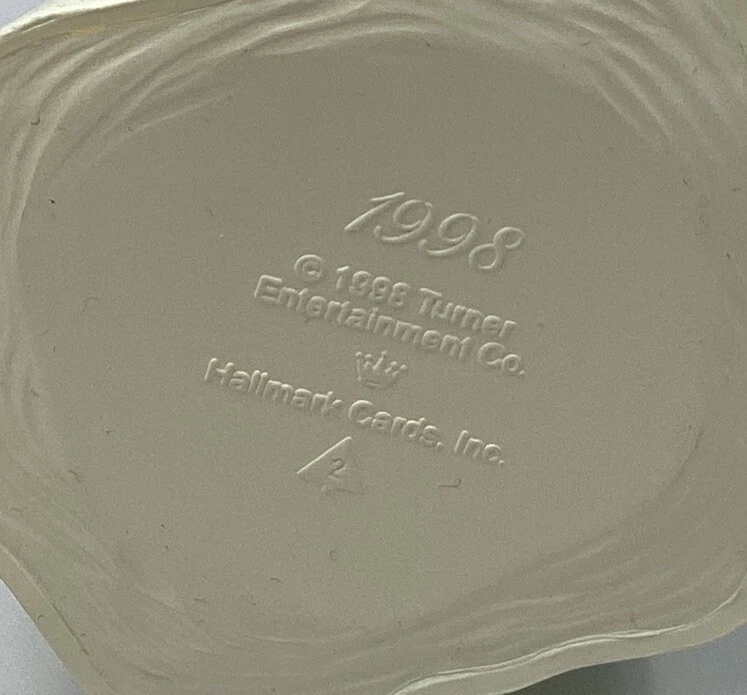 1998
© 1998 Turner
Entertainment Co.
Hallmark Cards, Inc.
2